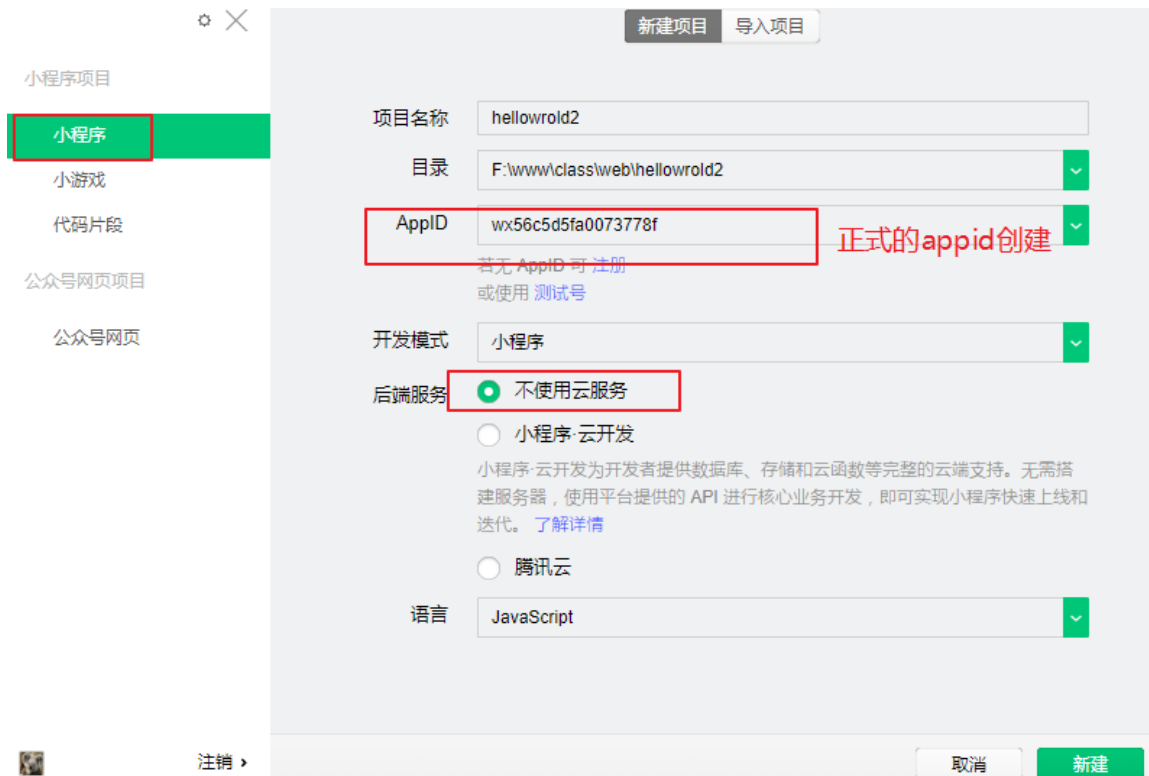 小程序项目
小程序
小游戏
代码片段
公众号网页项目
公众号网页
注销 ›
新建项目 导入项目
项目名称 hellowrold2
目录 F:\www\class\web\hellowrold2
AppID wx56c5d5fa0073778f
正式的appid创建
若无 AppID 可 注册
或使用 测试号
开发模式 小程序
后端服务 不使用云服务
小程序·云开发
小程序·云开发为开发者提供数据库、存储和云函数等完整的云端支持。无需搭
建服务器，使用平台提供的 API 进行核心业务开发，即可实现小程序快速上线和
迭代。 了解详情
腾讯云
语言 JavaScript
取消 新建